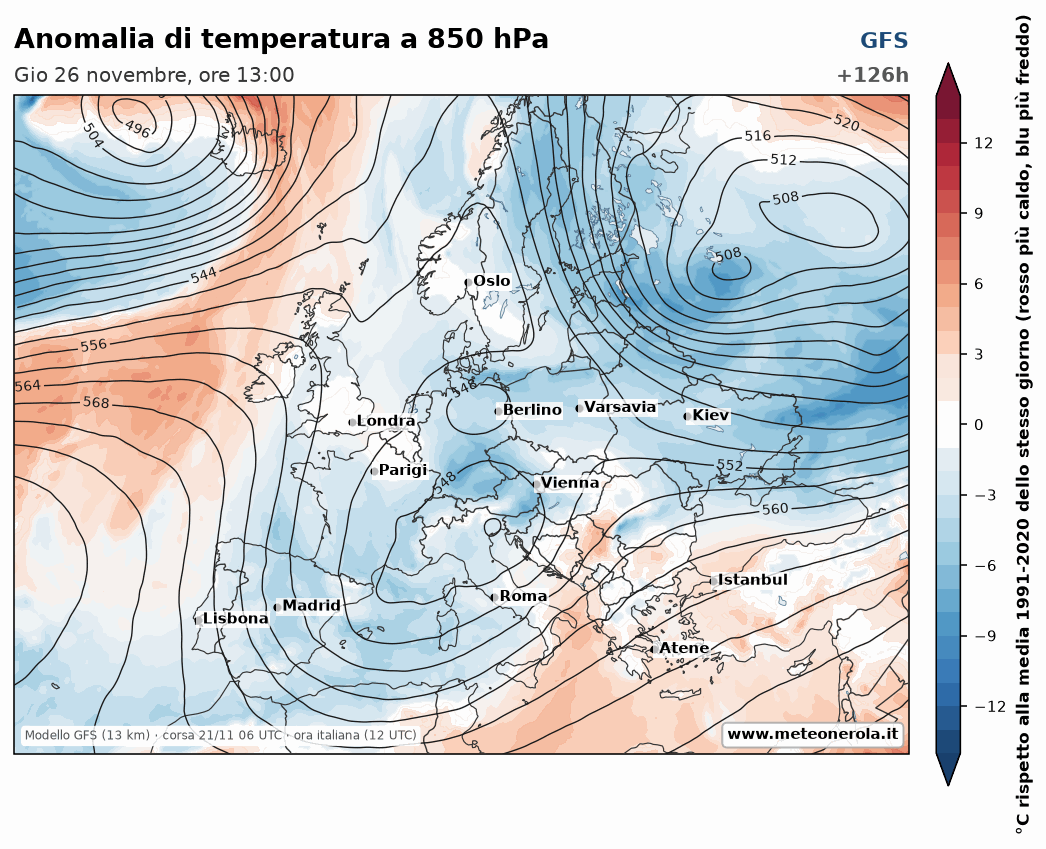 Anomalia di temperatura a 850 hPa
GFS
Gio 26 novembre, ore 13:00
+126h
496
504
520
516
512
508
508
544
556
564
568
548
548
552
560
Oslo
Londra
Berlino
Varsavia
Kiev
Parigi
Vienna
Istanbul
Roma
Madrid
Lisbona
Atene
Modello GFS (13 km) · corsa 21/11 06 UTC · ora italiana (12 UTC)
www.meteonerola.it
12
9
6
3
0
−3
−6
−9
−12
°C rispetto alla media 1991-2020 dello stesso giorno (rosso più caldo, blu più freddo)